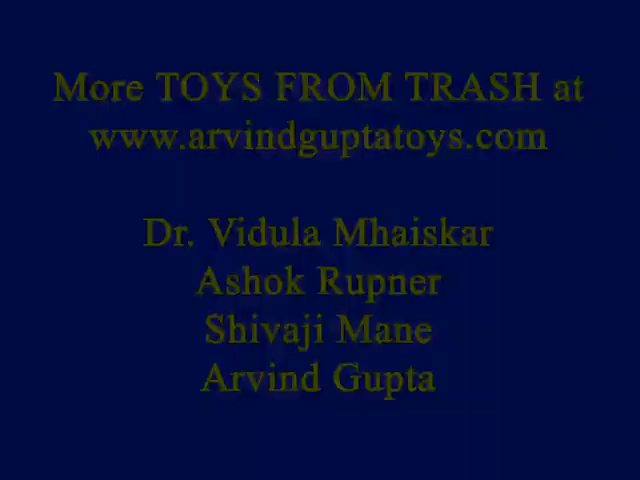 More TOYS FROM TRASH at
www.arvindguptatoys.com
Dr. Vidula Mhaiskar
Ashok Rupner
Shivaji Mane
Arvind Gupta